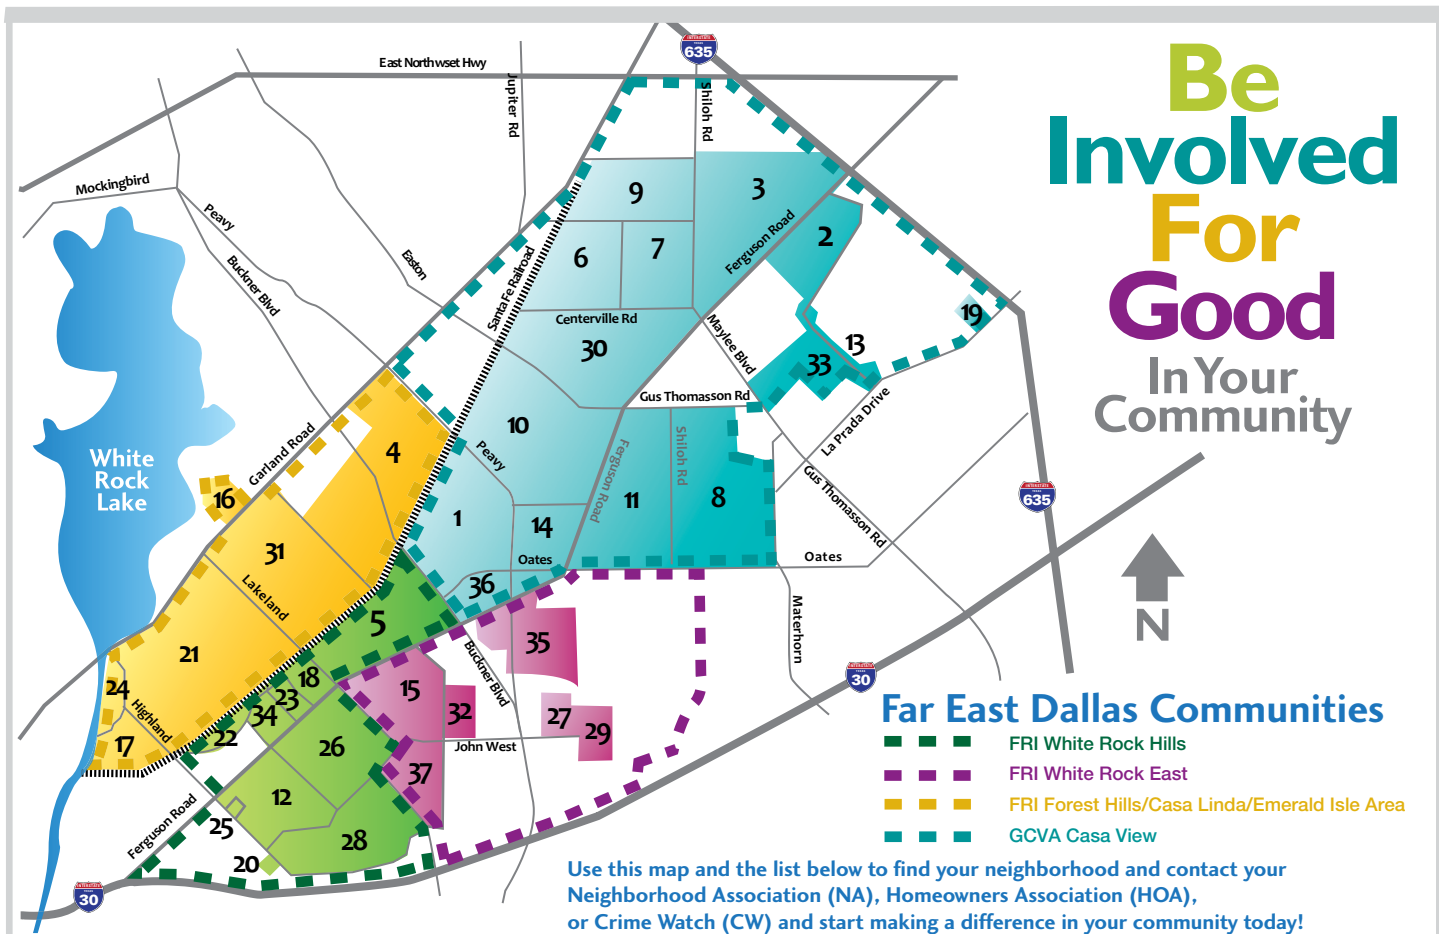 Be
Involved
For
Good
In Your
Community
East Northwset Hwy
INTERSTATE
TEXAS
635
Jupiter Rd
Shiloh Rd
Mockingbird
Peavy
Buckner Blvd
Easton
Santa Fe Railroad
9
3
6
7
Ferguson Road
2
Centerville Rd
30
Maylee Blvd
13
19
33
Gus Thomasson Rd
La Prada Drive
White
Rock
Lake
Garland Road
4
10
Peavy
Ferguson Road
Shiloh Rd
16
1
14
11
8
Gus Thomasson Rd
INTERSTATE
TEXAS
635
31
Lakeland
Oates
Oates
36
N
5
35
Materhorn
21
18
Buckner Blvd
24
23
15
32
27
29
INTERSTATE
TEXAS
30
34
Highland
17
22
26
John West
37
12
25
Ferguson Road
28
20
INTERSTATE
TEXAS
30
Far East Dallas Communities
FRI White Rock Hills
FRI White Rock East
FRI Forest Hills/Casa Linda/Emerald Isle Area
GCVA Casa View
Use this map and the list below to find your neighborhood and contact your
Neighborhood Association (NA), Homeowners Association (HOA),
or Crime Watch (CW) and start making a difference in your community today!